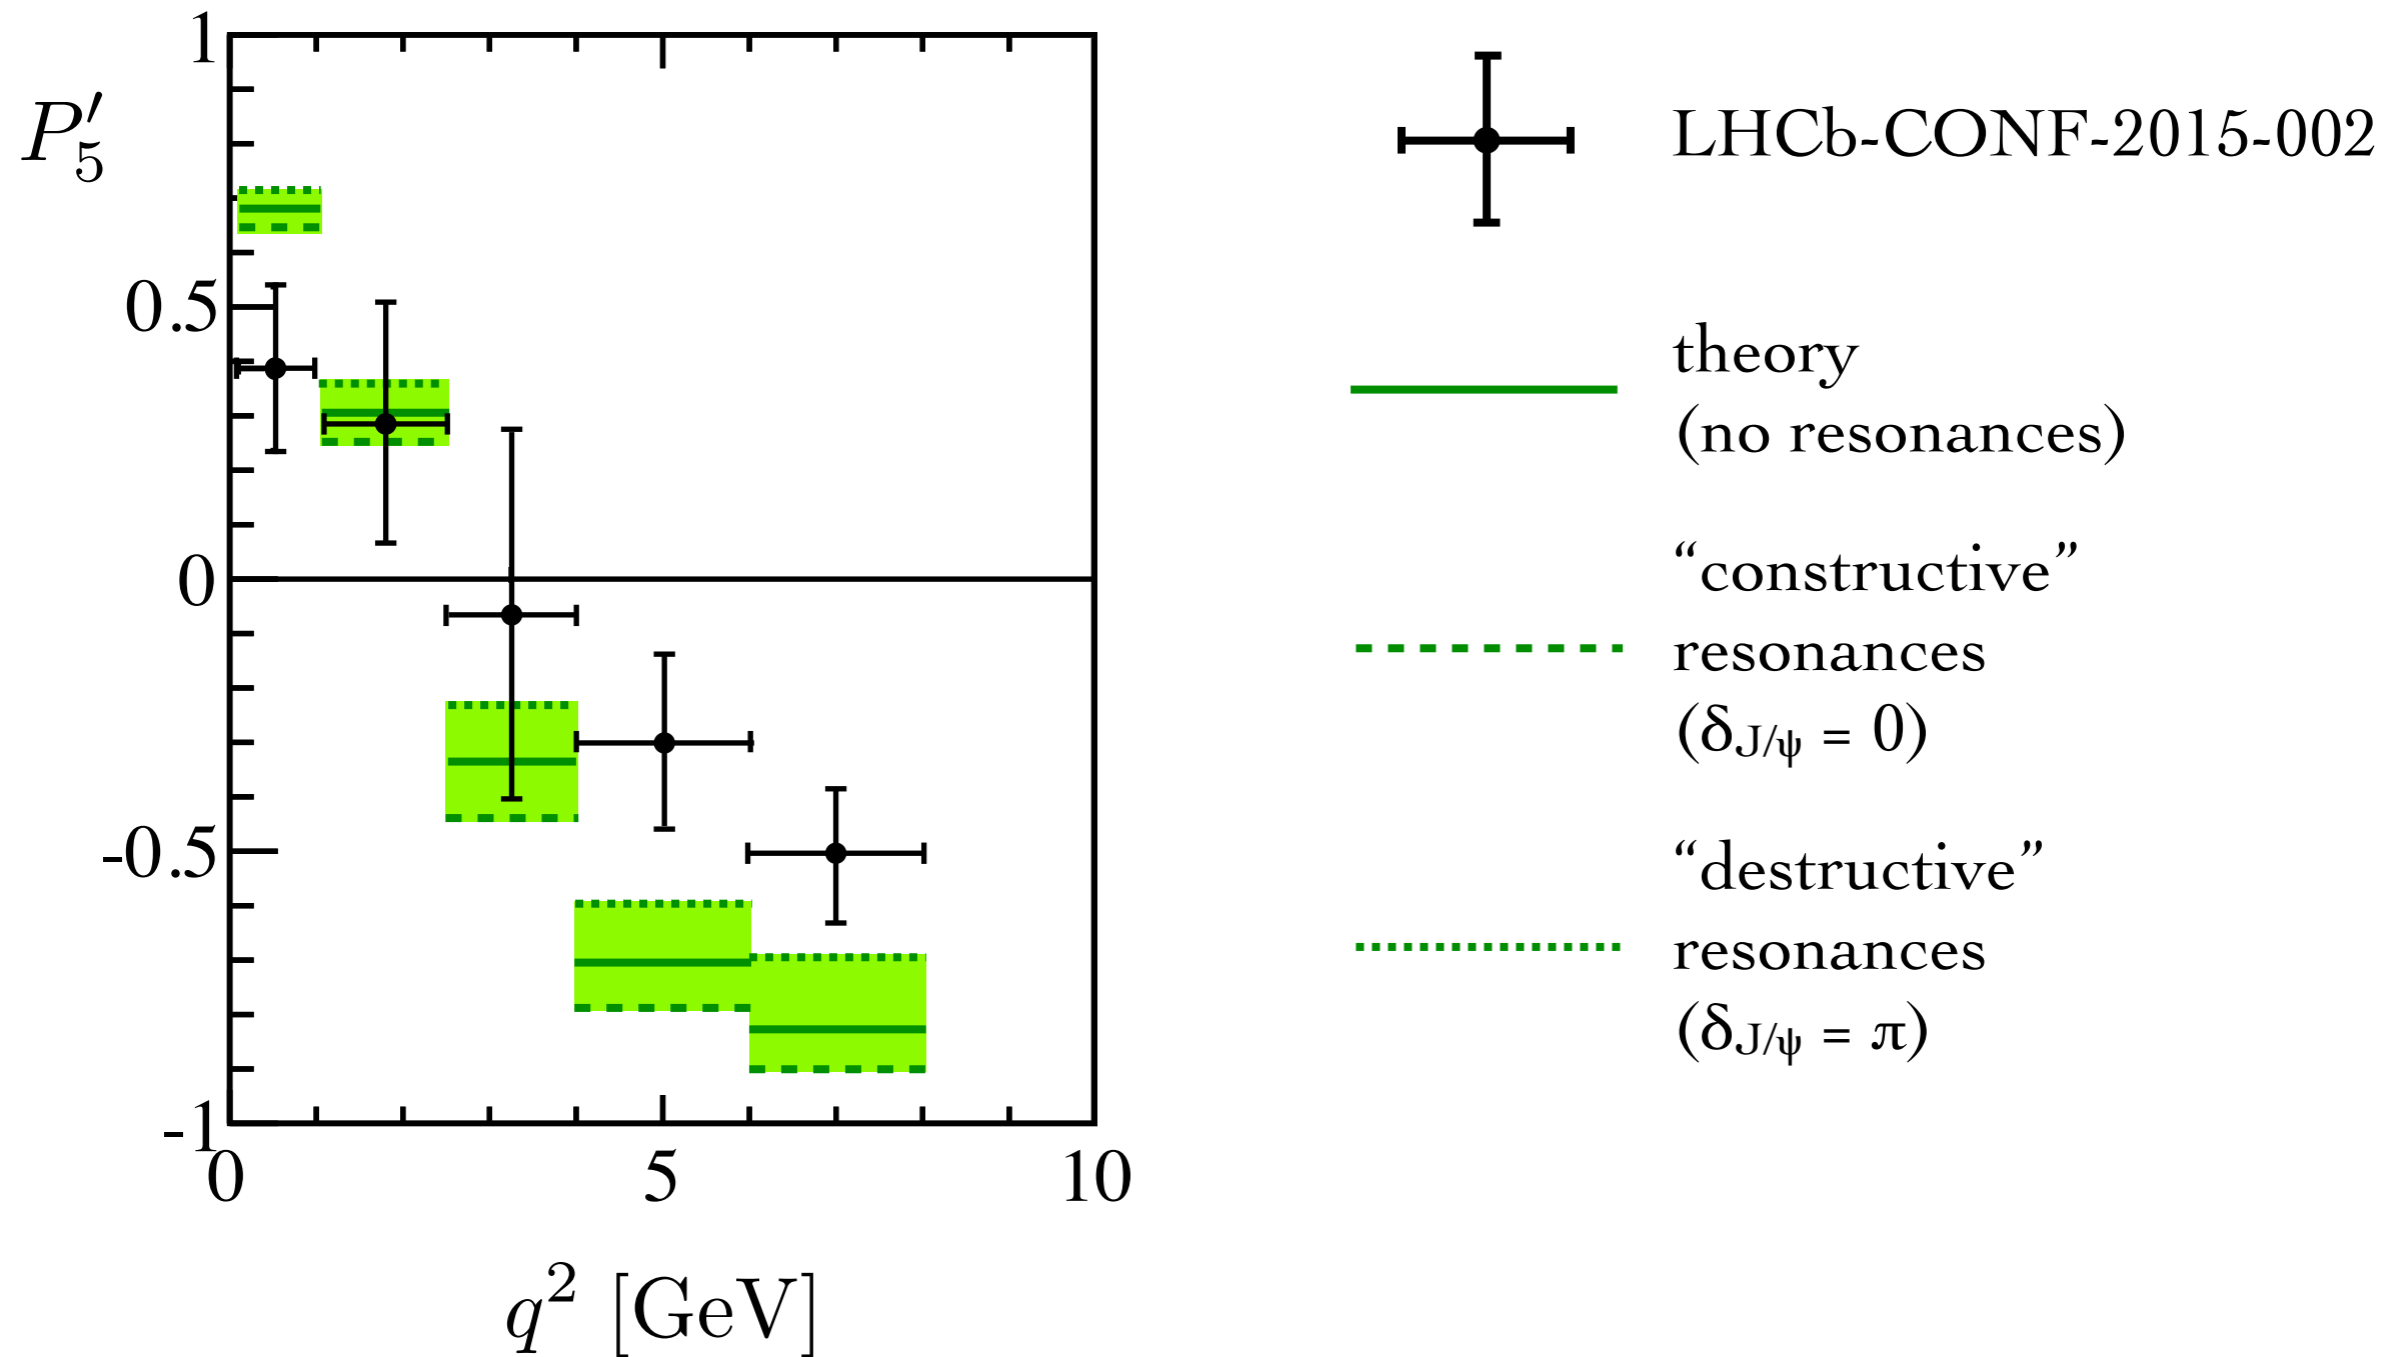 1
P′5
0.5
0
-0.5
-1
0
5
10
q² [GeV]
LHCb-CONF-2015-002
theory
(no resonances)
“constructive”
resonances
(δJ/ψ = 0)
“destructive”
resonances
(δJ/ψ = π)